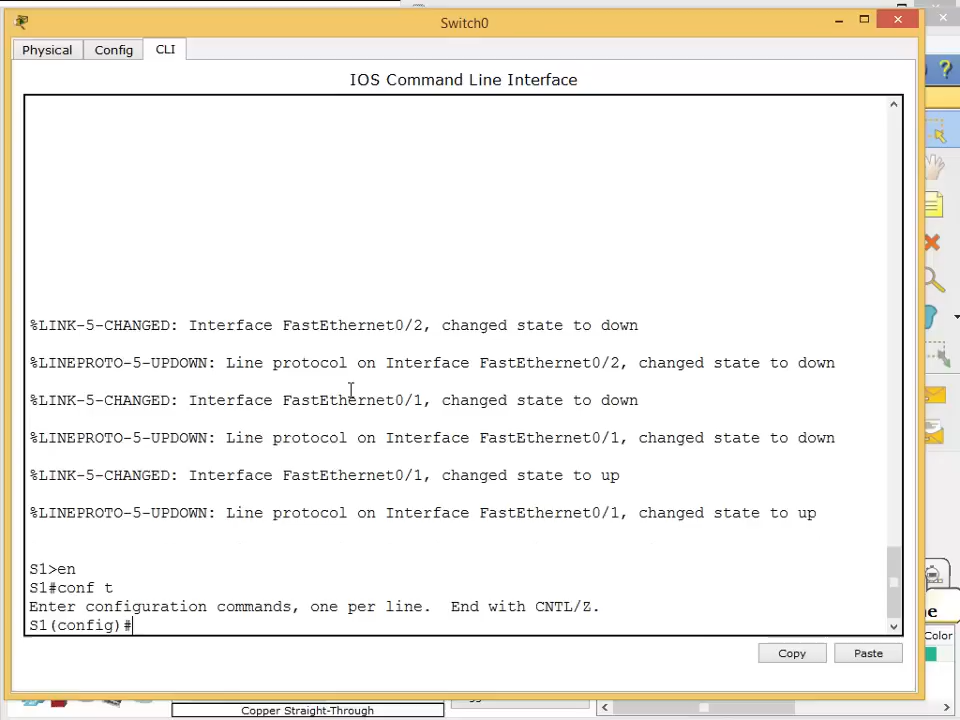 Switch0
Physical Config CLI
IOS Command Line Interface
%LINK-5-CHANGED: Interface FastEthernet0/2, changed state to down
%LINEPROTO-5-UPDOWN: Line protocol on Interface FastEthernet0/2, changed state to down
%LINK-5-CHANGED: Interface FastEthernet0/1, changed state to down
%LINEPROTO-5-UPDOWN: Line protocol on Interface FastEthernet0/1, changed state to down
%LINK-5-CHANGED: Interface FastEthernet0/1, changed state to up
%LINEPROTO-5-UPDOWN: Line protocol on Interface FastEthernet0/1, changed state to up
S1>en
S1#conf t
Enter configuration commands, one per line.  End with CNTL/Z.
S1(config)#
Copy Paste
ne
Color
Copper Straight-Through